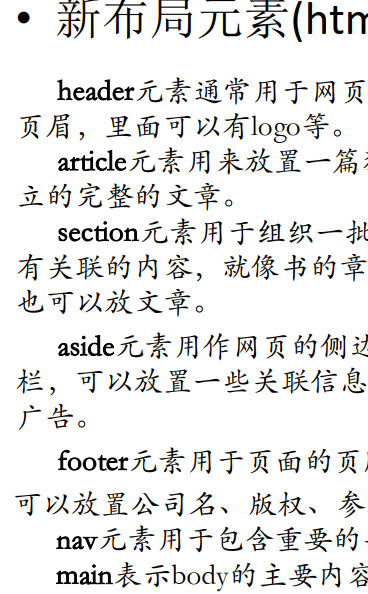 • 新布局元素(htm
header元素通常用于网页
页眉，里面可以有logo等。
article元素用来放置一篇
立的完整的文章。
section元素用于组织一批
有关联的内容，就像书的章
也可以放文章。
aside元素用作网页的侧
栏，可以放置一些关联信息
广告。
footer元素用于页面的页
可以放置公司名、版权、参
nav元素用于包含重要的
main表示body的主要内容